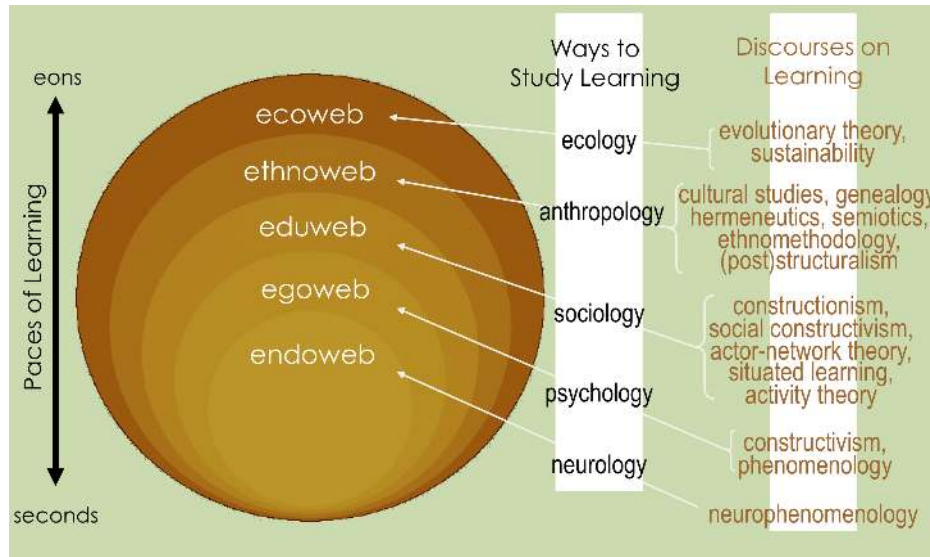 Ways to
Study Learning
Discourses on
Learning
eons
Paces of Learning
seconds
ecoweb
ethnoweb
eduweb
egoweb
endoweb
ecology
anthropology
sociology
psychology
neurology
evolutionary theory,
sustainability
cultural studies, genealogy
hermeneutics, semiotics,
ethnomethodology,
(post)structuralism
constructionism,
social constructivism,
actor-network theory,
situated learning,
activity theory
constructivism,
phenomenology
neurophenomenology